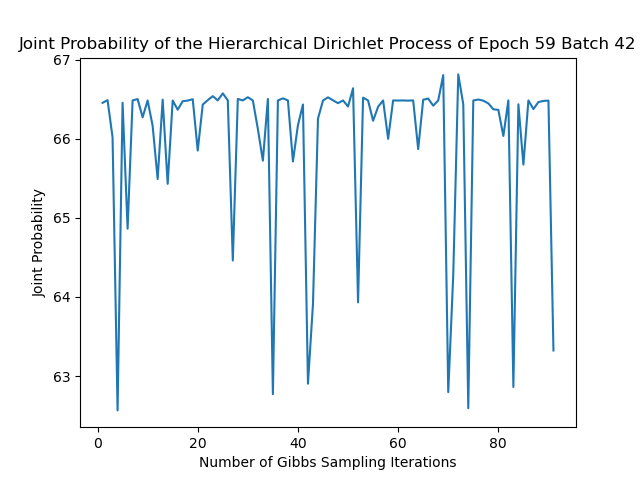 Joint Probability of the Hierarchical Dirichlet Process of Epoch 59 Batch 42
67
66
65
64
63
Joint Probability
0 20 40 60 80
Number of Gibbs Sampling Iterations